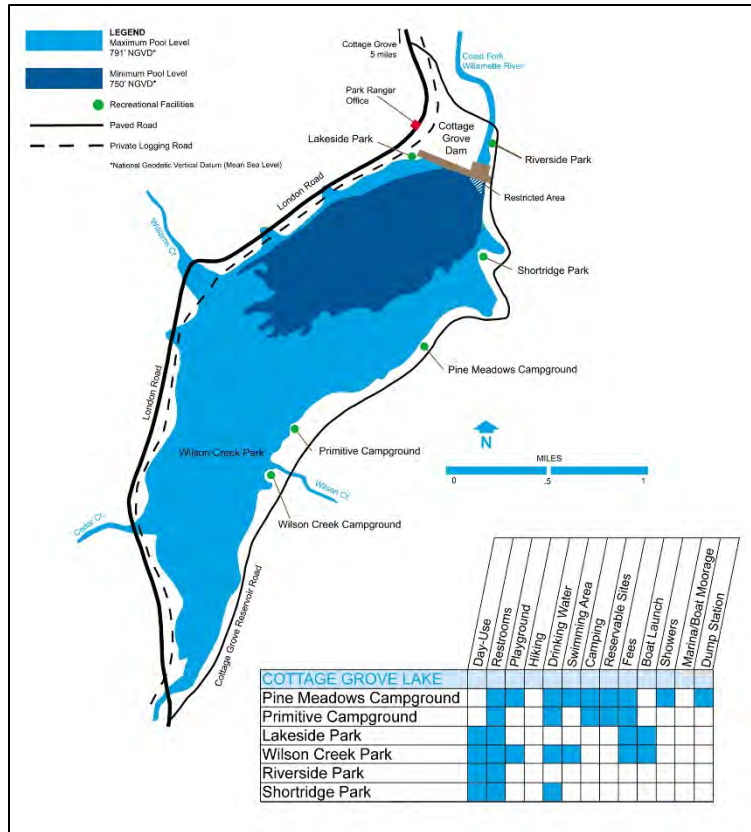 LEGEND
Maximum Pool Level
791' NGVD*
Minimum Pool Level
750' NGVD*
Recreational Facilities
Paved Road
Private Logging Road
*National Geodetic Vertical Datum (Mean Sea Level)
Cottage Grove
5 miles
Coast Fork
Willamette River
Park Ranger
Office
Lakeside Park
Cottage
Grove
Dam
Riverside Park
Restricted Area
London Road
Williams Cr.
Shortridge Park
Pine Meadows Campground
London Road
Primitive Campground
Wilson Creek Park
Wilson Cr.
Wilson Creek Campground
Cedar Cr.
Cottage Grove Reservoir Road
N
MILES
0 .5 1
Day-Use
Restrooms
Playground
Hiking
Drinking Water
Swimming Area
Camping
Reservable Sites
Fees
Boat Launch
Showers
Marina/Boat Moorage
Dump Station
COTTAGE GROVE LAKE
Pine Meadows Campground
Primitive Campground
Lakeside Park
Wilson Creek Park
Riverside Park
Shortridge Park